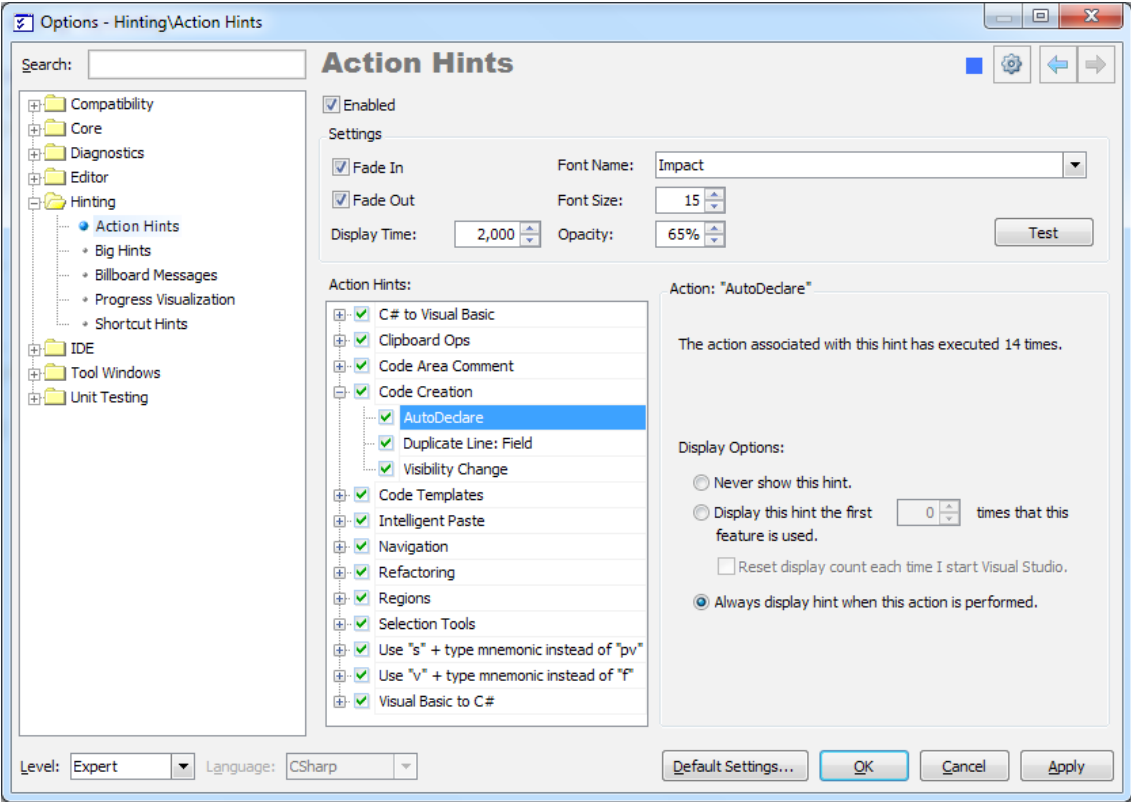 Options - Hinting\Action Hints
Search:
Action Hints
Compatibility
Core
Diagnostics
Editor
Hinting
Action Hints
Big Hints
Billboard Messages
Progress Visualization
Shortcut Hints
IDE
Tool Windows
Unit Testing
Enabled
Settings
Fade In
Font Name: Impact
Fade Out
Font Size: 15
Display Time: 2,000
Opacity: 65%
Test
Action Hints:
C# to Visual Basic
Clipboard Ops
Code Area Comment
Code Creation
AutoDeclare
Duplicate Line: Field
Visibility Change
Code Templates
Intelligent Paste
Navigation
Refactoring
Regions
Selection Tools
Use "s" + type mnemonic instead of "pv"
Use "v" + type mnemonic instead of "f"
Visual Basic to C#
Action: "AutoDeclare"
The action associated with this hint has executed 14 times.
Display Options:
Never show this hint.
Display this hint the first 0 times that this
feature is used.
Reset display count each time I start Visual Studio.
Always display hint when this action is performed.
Level: Expert
Language: CSharp
Default Settings...
OK
Cancel
Apply